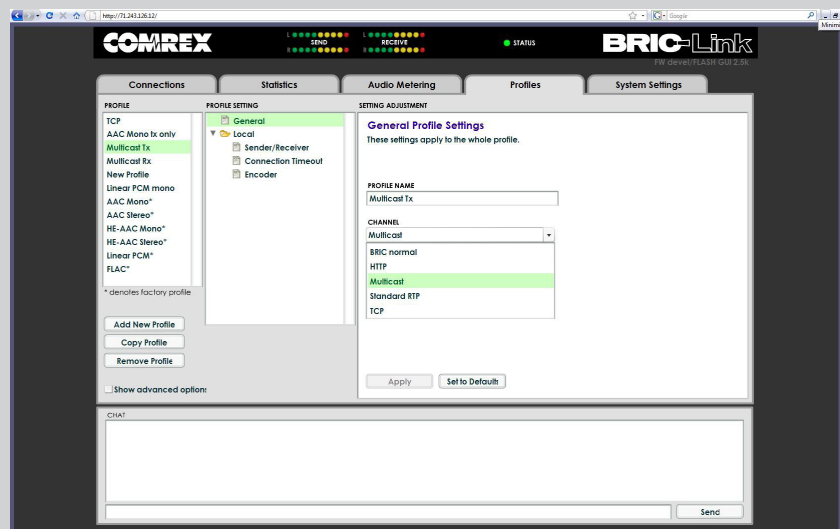 http://71.243.126.12/
Google
Minimi
COMREX
L
SEND
R
L
RECEIVE
R
STATUS
BRIC-Link
FW devel/FLASH GUI 2.5k
Connections
Statistics
Audio Metering
Profiles
System Settings
PROFILE
TCP
AAC Mono tx only
Multicast Tx
Multicast Rx
New Profile
Linear PCM mono
AAC Mono*
AAC Stereo*
HE-AAC Mono*
HE-AAC Stereo*
Linear PCM*
FLAC*
* denotes factory profile
Add New Profile
Copy Profile
Remove Profile
Show advanced options
PROFILE SETTING
General
Local
Sender/Receiver
Connection Timeout
Encoder
SETTING ADJUSTMENT
General Profile Settings
These settings apply to the whole profile.
PROFILE NAME
Multicast Tx
CHANNEL
Multicast
BRIC normal
HTTP
Multicast
Standard RTP
TCP
Apply
Set to Defaults
CHAT
Send